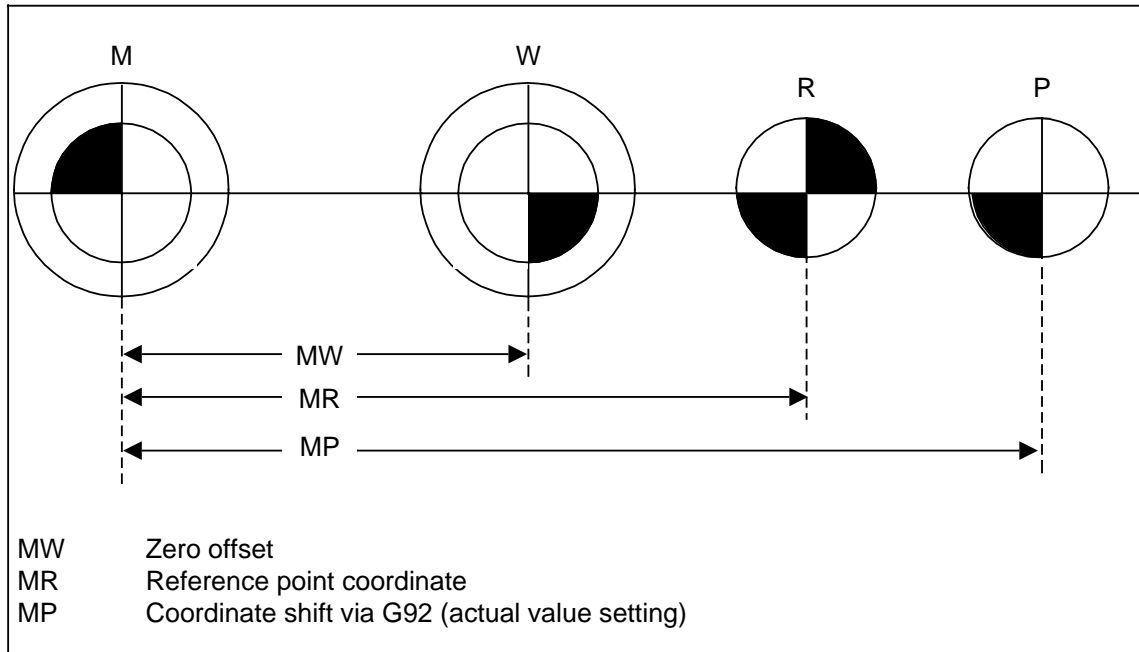 M
W
R
P
MW
MR
MP
MW Zero offset
MR Reference point coordinate
MP Coordinate shift via G92 (actual value setting)